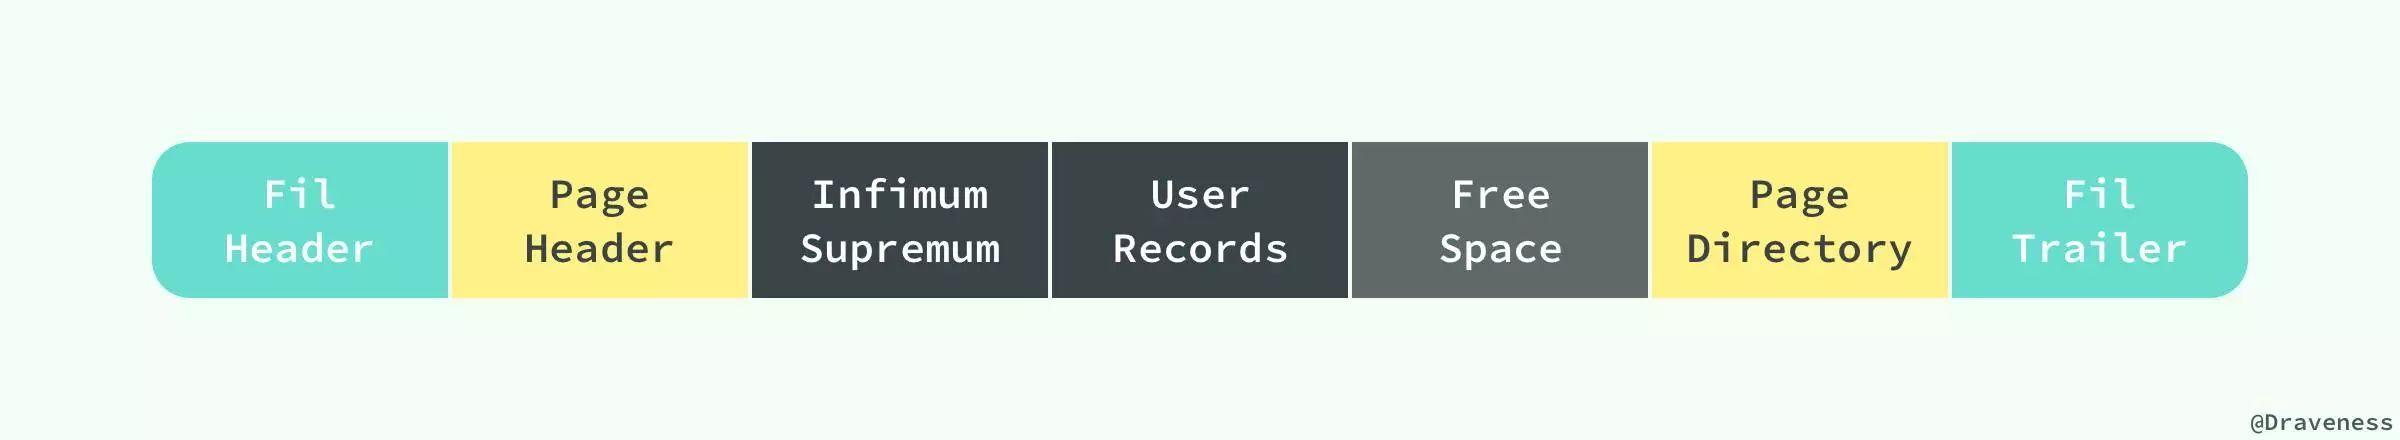 Fil
Header
Page
Header
Infimum
Supremum
User
Records
Free
Space
Page
Directory
Fil
Trailer
@Draveness